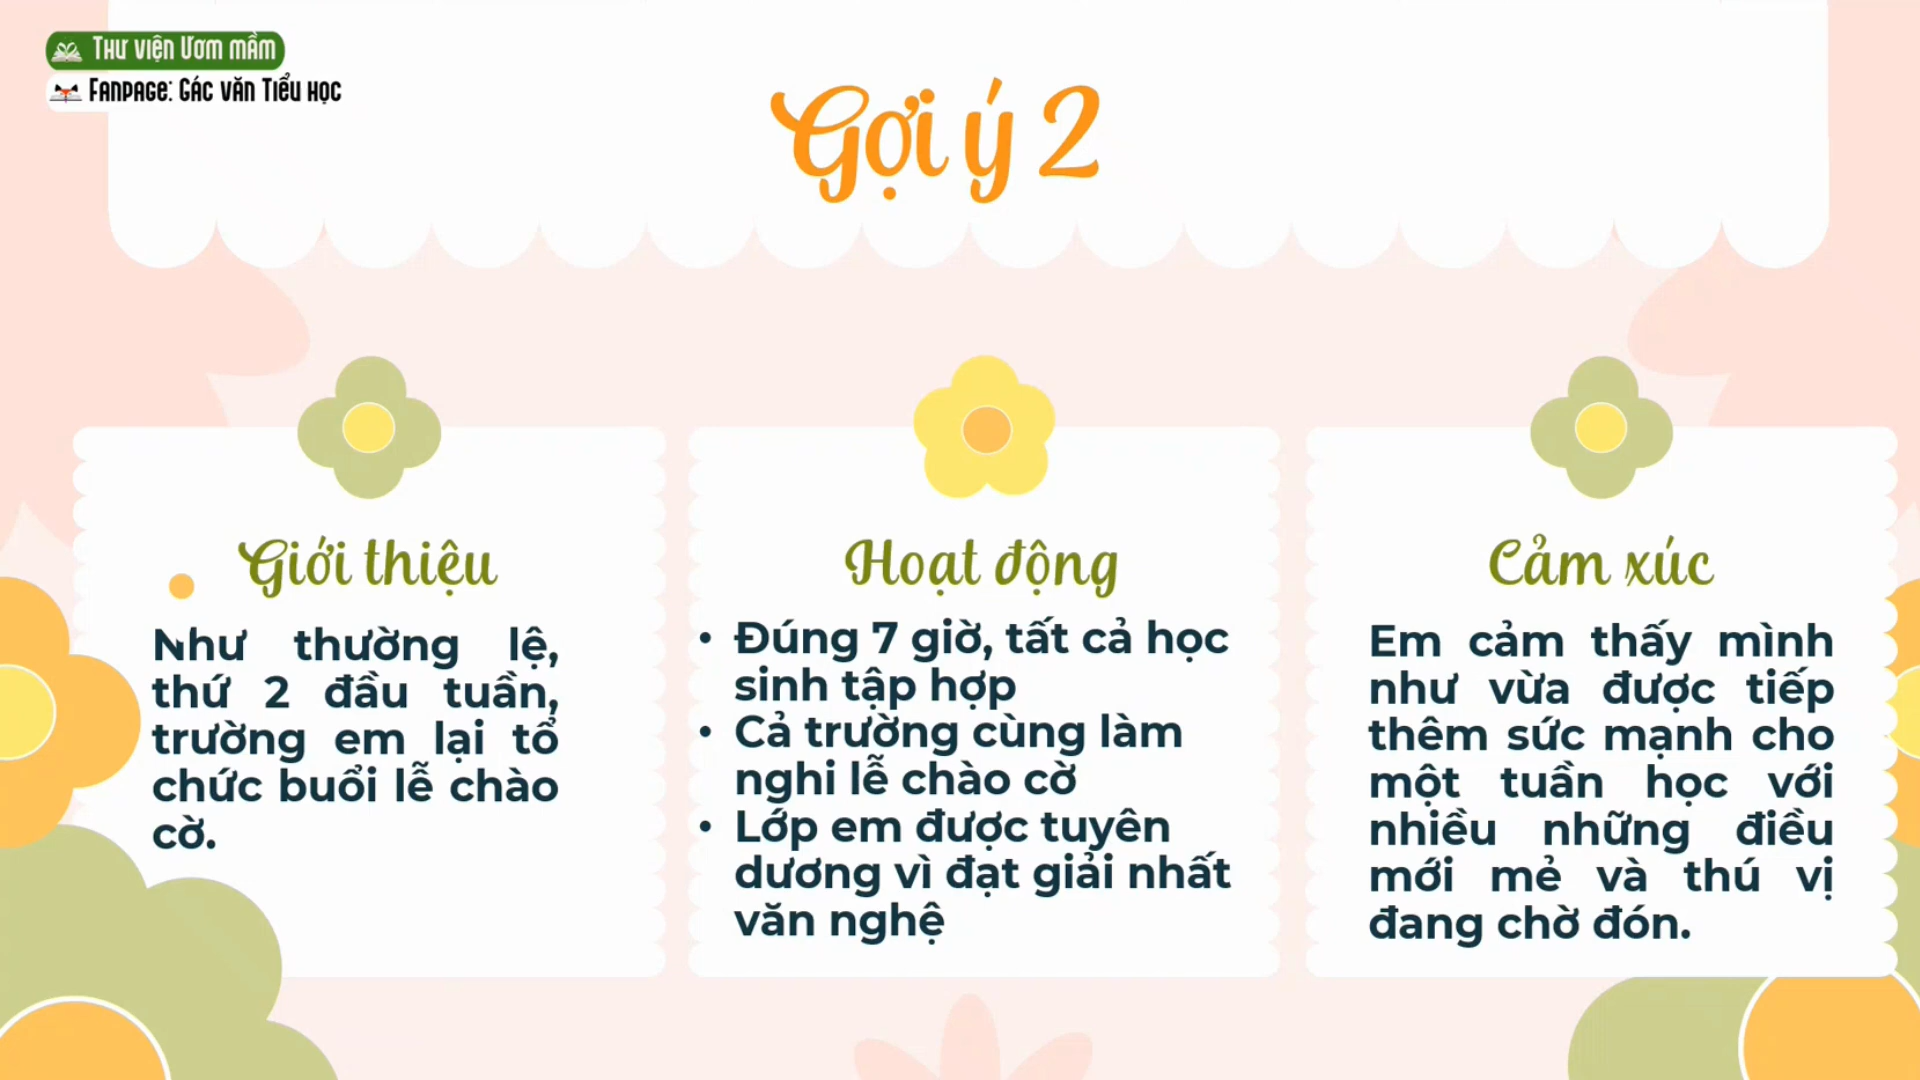 Thư viện Ươm mầm
Fanpage: Gác văn Tiểu học
Gợi ý 2
Giới thiệu
Như thường lệ,
thứ 2 đầu tuần,
trường em lại tổ
chức buổi lễ chào
cờ.
Hoạt động
• Đúng 7 giờ, tất cả học
sinh tập hợp
• Cả trường cùng làm
nghi lễ chào cờ
• Lớp em được tuyên
dương vì đạt giải nhất
văn nghệ
Cảm xúc
Em cảm thấy mình
như vừa được tiếp
thêm sức mạnh cho
một tuần học với
nhiều những điều
mới mẻ và thú vị
đang chờ đón.